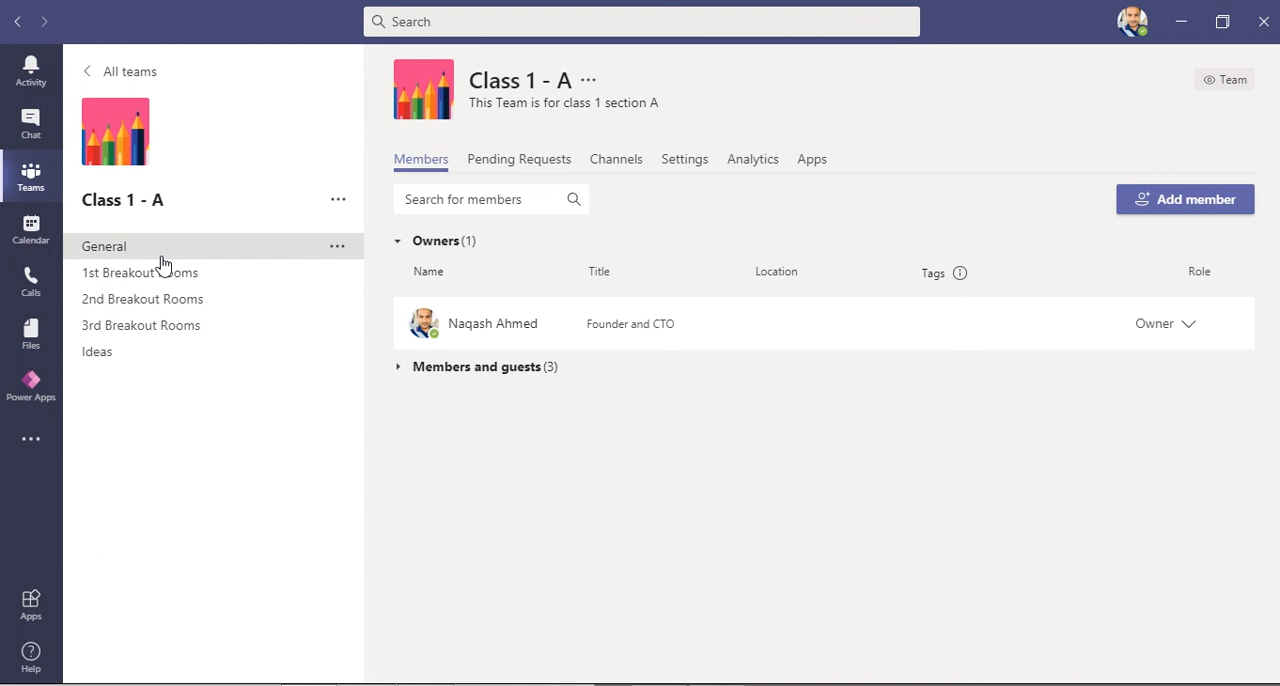 Search
Activity
Chat
Teams
Calendar
Calls
Files
Power Apps
Apps
Help
All teams
Class 1 - A
General
1st Breakout ooms
2nd Breakout Rooms
3rd Breakout Rooms
Ideas
Class 1 - A
This Team is for class 1 section A
Team
Members Pending Requests Channels Settings Analytics Apps
Search for members
Add member
Owners (1)
Name Title Location Tags Role
Naqash Ahmed Founder and CTO Owner
Members and guests (3)